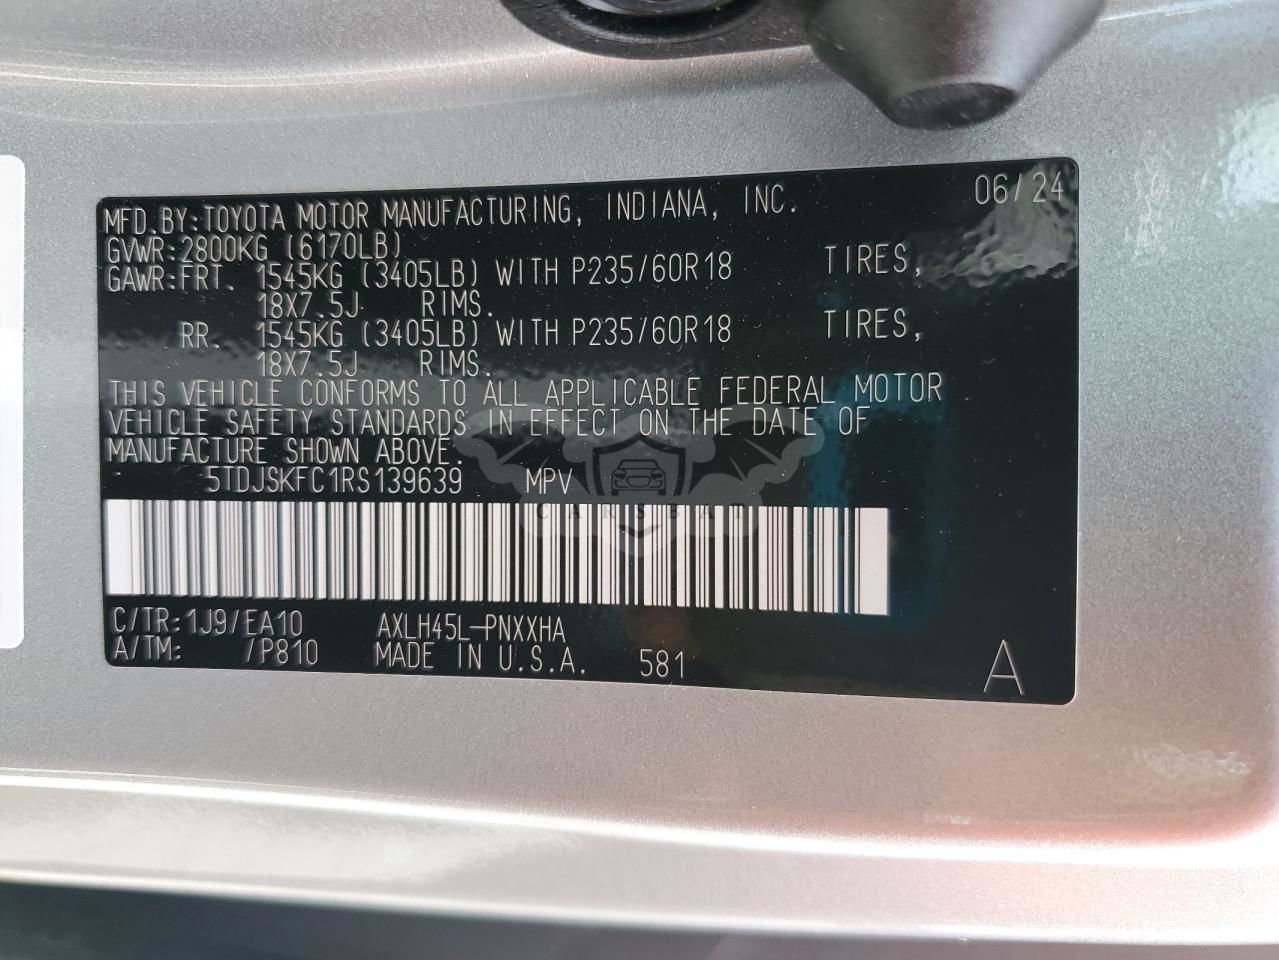 MFD.BY:TOYOTA MOTOR MANUFACTURING, INDIANA, INC. 06/24
GVWR:2800KG (6170LB)
GAWR:FRT. 1545KG (3405LB) WITH P235/60R18 TIRES,
18X7.5J RIMS.
RR. 1545KG (3405LB) WITH P235/60R18 TIRES,
18X7.5J RIMS.
THIS VEHICLE CONFORMS TO ALL APPLICABLE FEDERAL MOTOR
VEHICLE SAFETY STANDARDS IN EFFECT ON THE DATE OF
MANUFACTURE SHOWN ABOVE.
5TDJSKFC1RS139639 MPV
CARSBAT
C/TR:1J9/EA10 AXLH45L-PNXXHA
A/TM: /P810 MADE IN U.S.A. 581 A